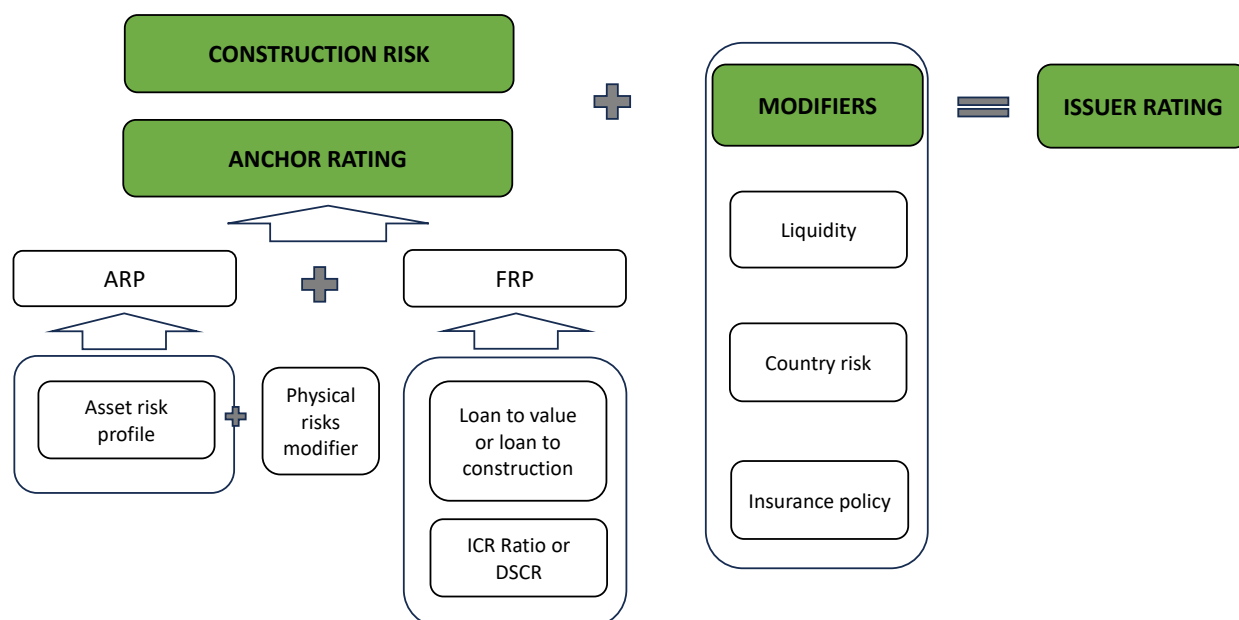 CONSTRUCTION RISK
ANCHOR RATING
ARP
FRP
Asset risk
profile
Physical
risks
modifier
Loan to value
or loan to
construction
ICR Ratio or
DSCR
MODIFIERS
Liquidity
Country risk
Insurance policy
ISSUER RATING